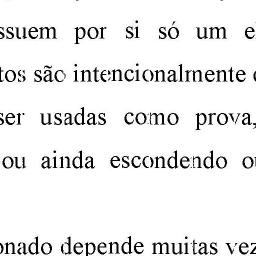 ssuem por si só um e
tos são intencionalmente
ser usadas como prova,
ou ainda escondendo o
onado depende muitas vez